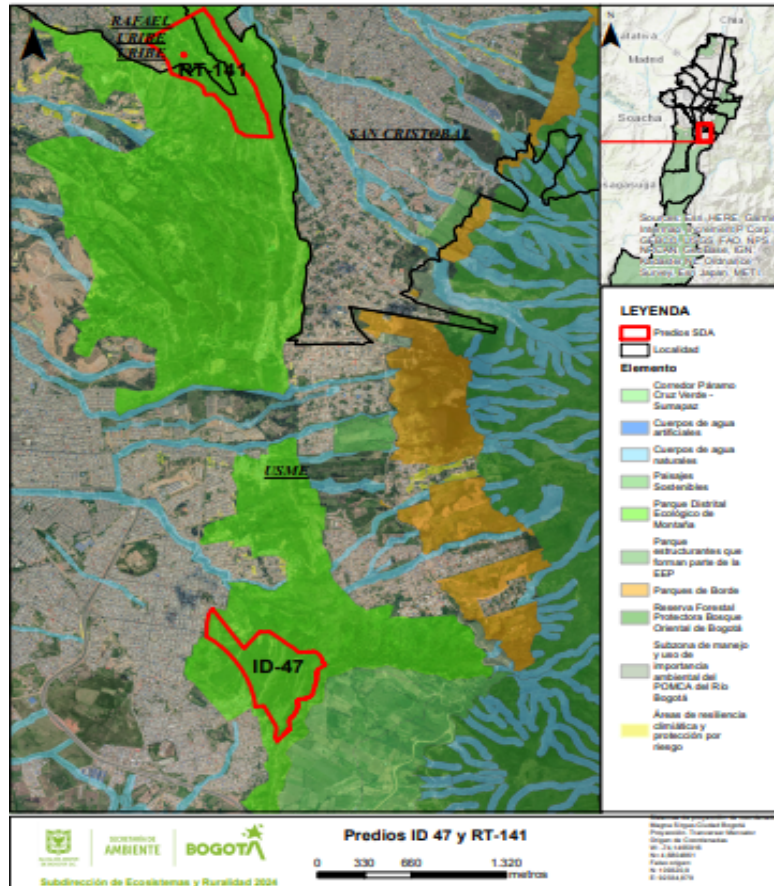 RAFAEL
URIBE
URIBE
RT-141
SAN CRISTOBAL
USME
ID-47
N
Chia
Madrid
Soacha
LEYENDA
Predios SDA
Localidad
Elemento
Corredor Páramo
Cruz Verde -
Sumapaz
Cuerpos de agua
artificiales
Cuerpos de agua
naturales
Paisajes
Sostenibles
Parque Distrital
Ecológico de
Montaña
Parque
estructurantes que
forman parte de la
EEP
Parques de Borde
Reserva Forestal
Protectora Bosque
Oriental de Bogotá
Subzona de manejo
y uso de
importancia
ambiental del
POMCA del Río
Bogotá
Áreas de resiliencia
climática y
protección por
riesgo
SECRETARÍA DE
AMBIENTE
BOGOTÁ
Subdirección de Ecosistemas y Ruralidad 2024
Predios ID 47 y RT-141
0 330 660 1.320
metros